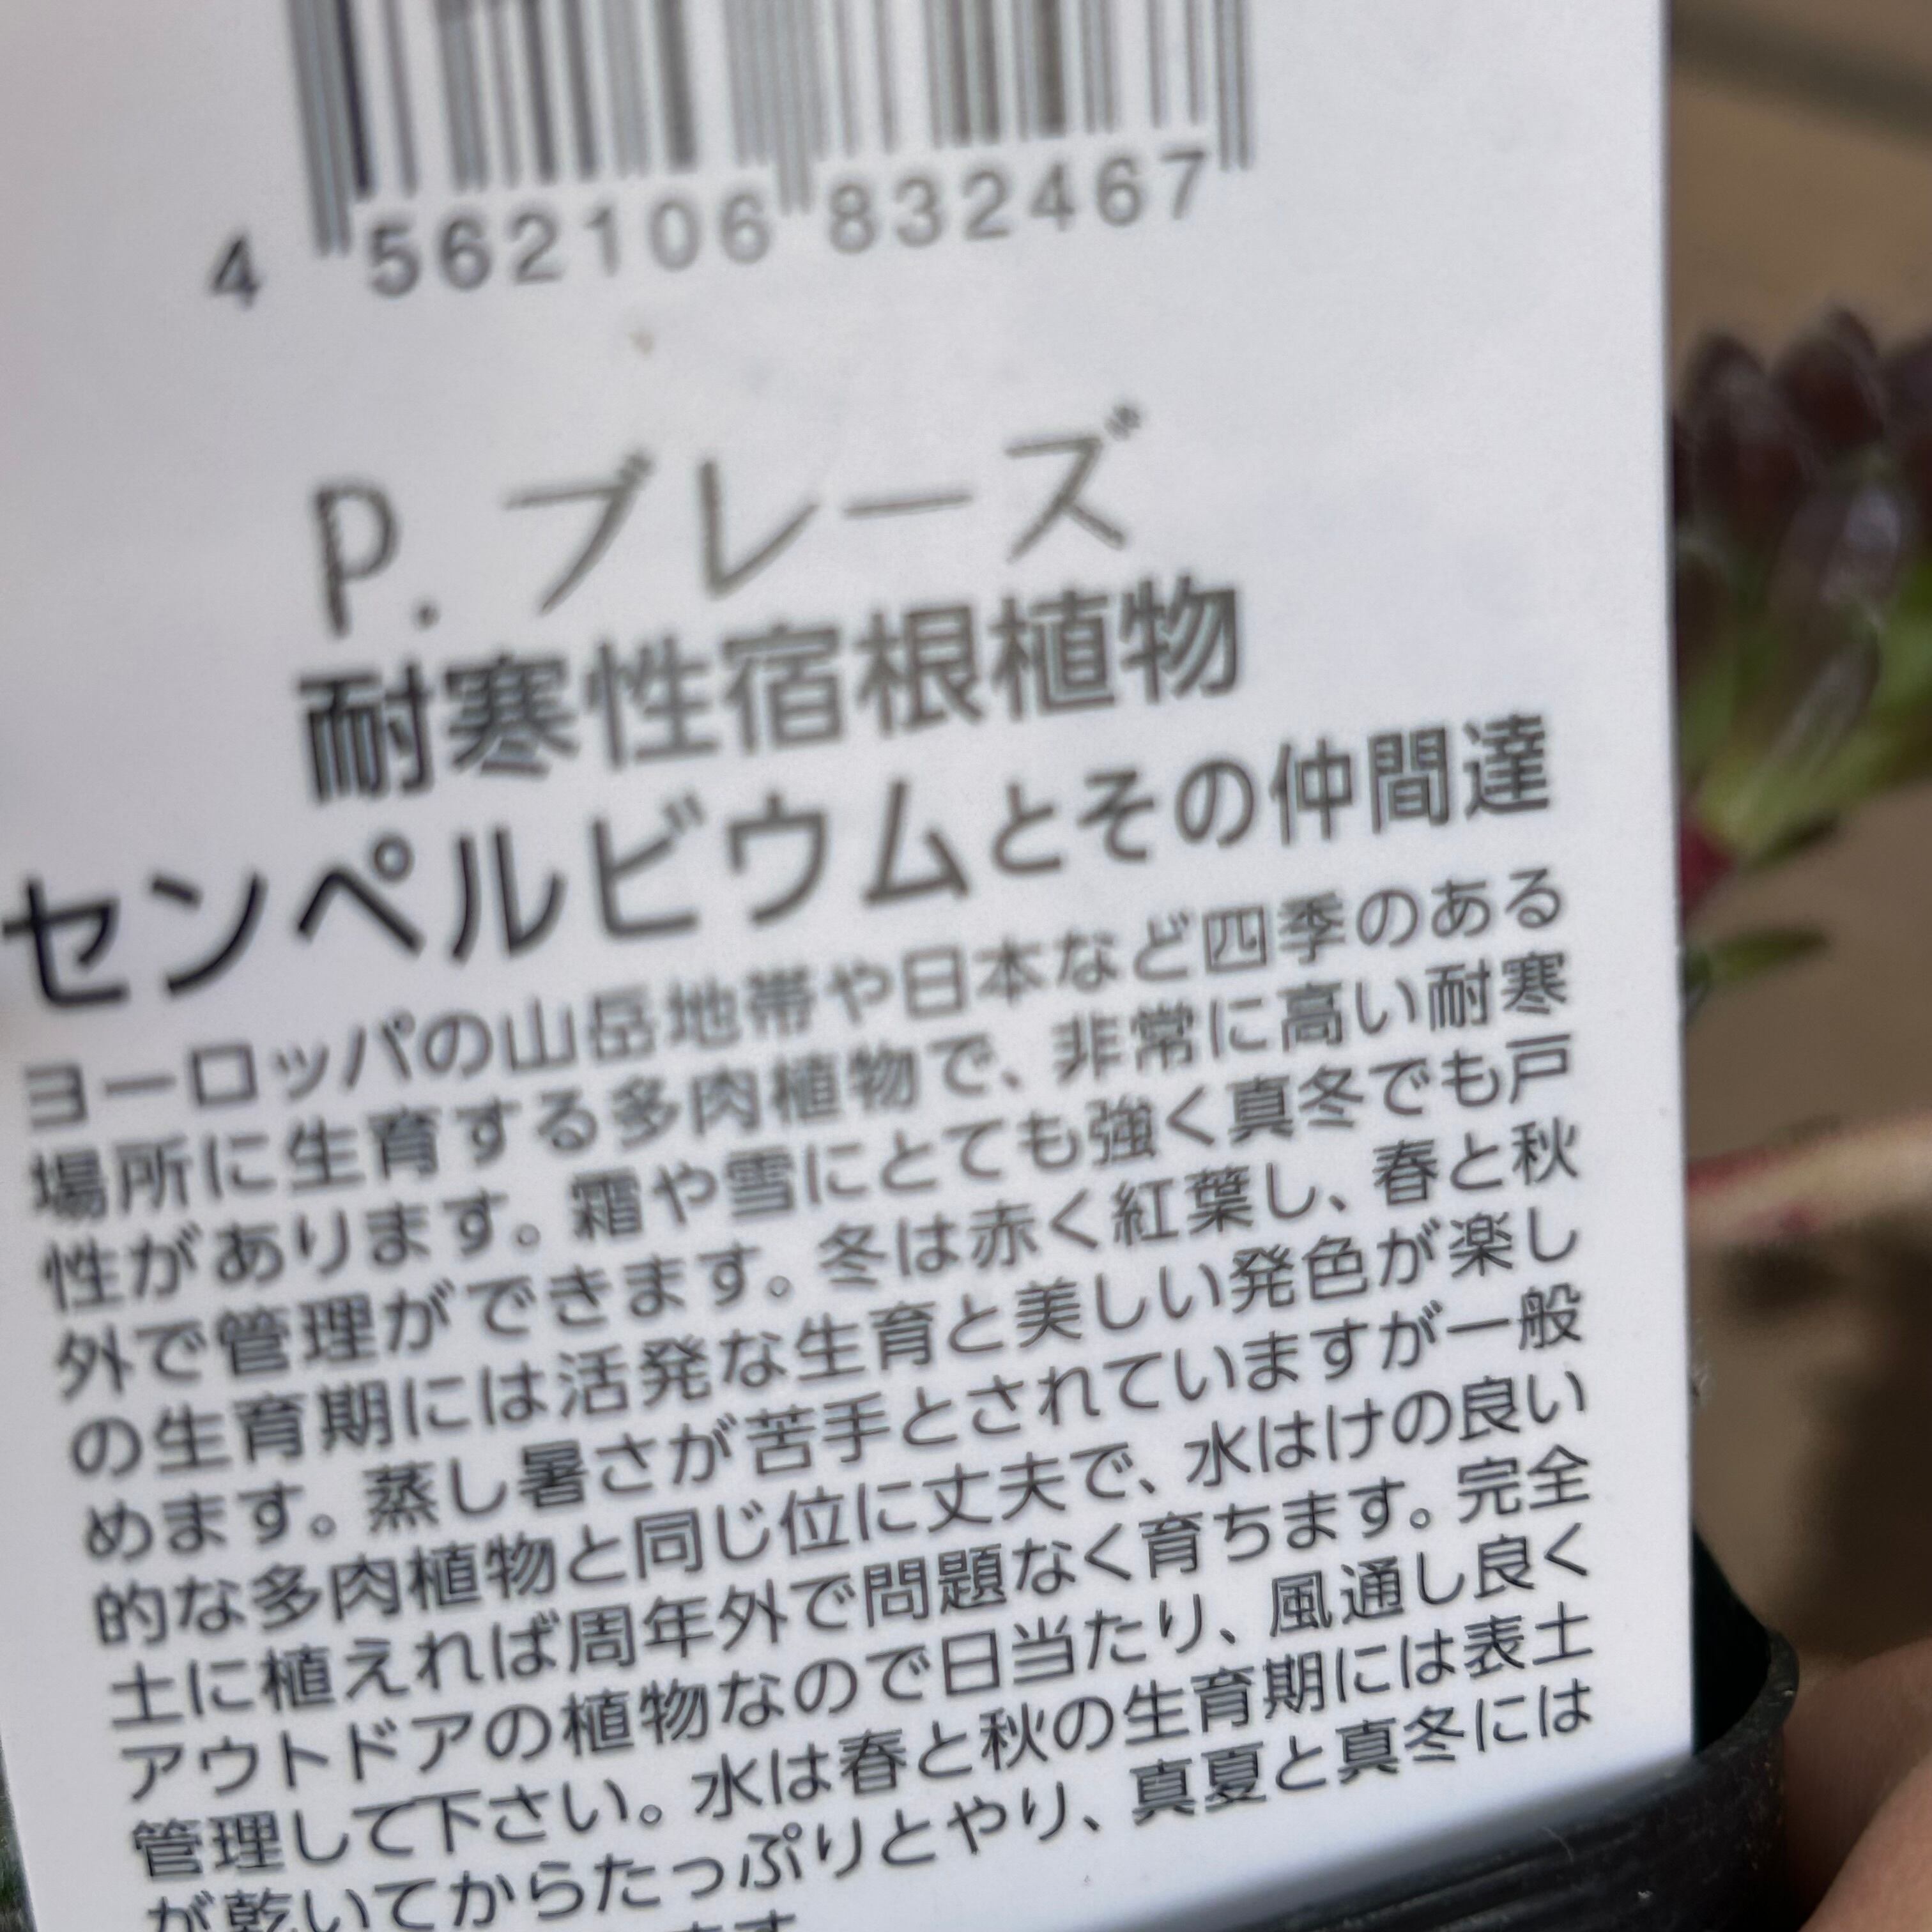 4 562106 832467
P. ブレーズ
耐寒性宿根植物
センペルビウムとその仲間達
ヨーロッパの山岳地帯や日本など四季のある
場所に生育する多肉植物で、非常に高い耐寒
性があります。霜や雪にとても強く真冬でも戸
外で管理ができます。冬は赤く紅葉し、春と秋
の生育期には活発な生育と美しい発色が楽し
めます。蒸し暑さが苦手とされていますが一般
的な多肉植物と同じ位に丈夫で、水はけの良い
土に植えれば周年外で問題なく育ちます。完全
アウトドアの植物なので日当たり、風通し良く
管理して下さい。水は春と秋の生育期には表土
が乾いてからたっぷりとやり、真夏と真冬には